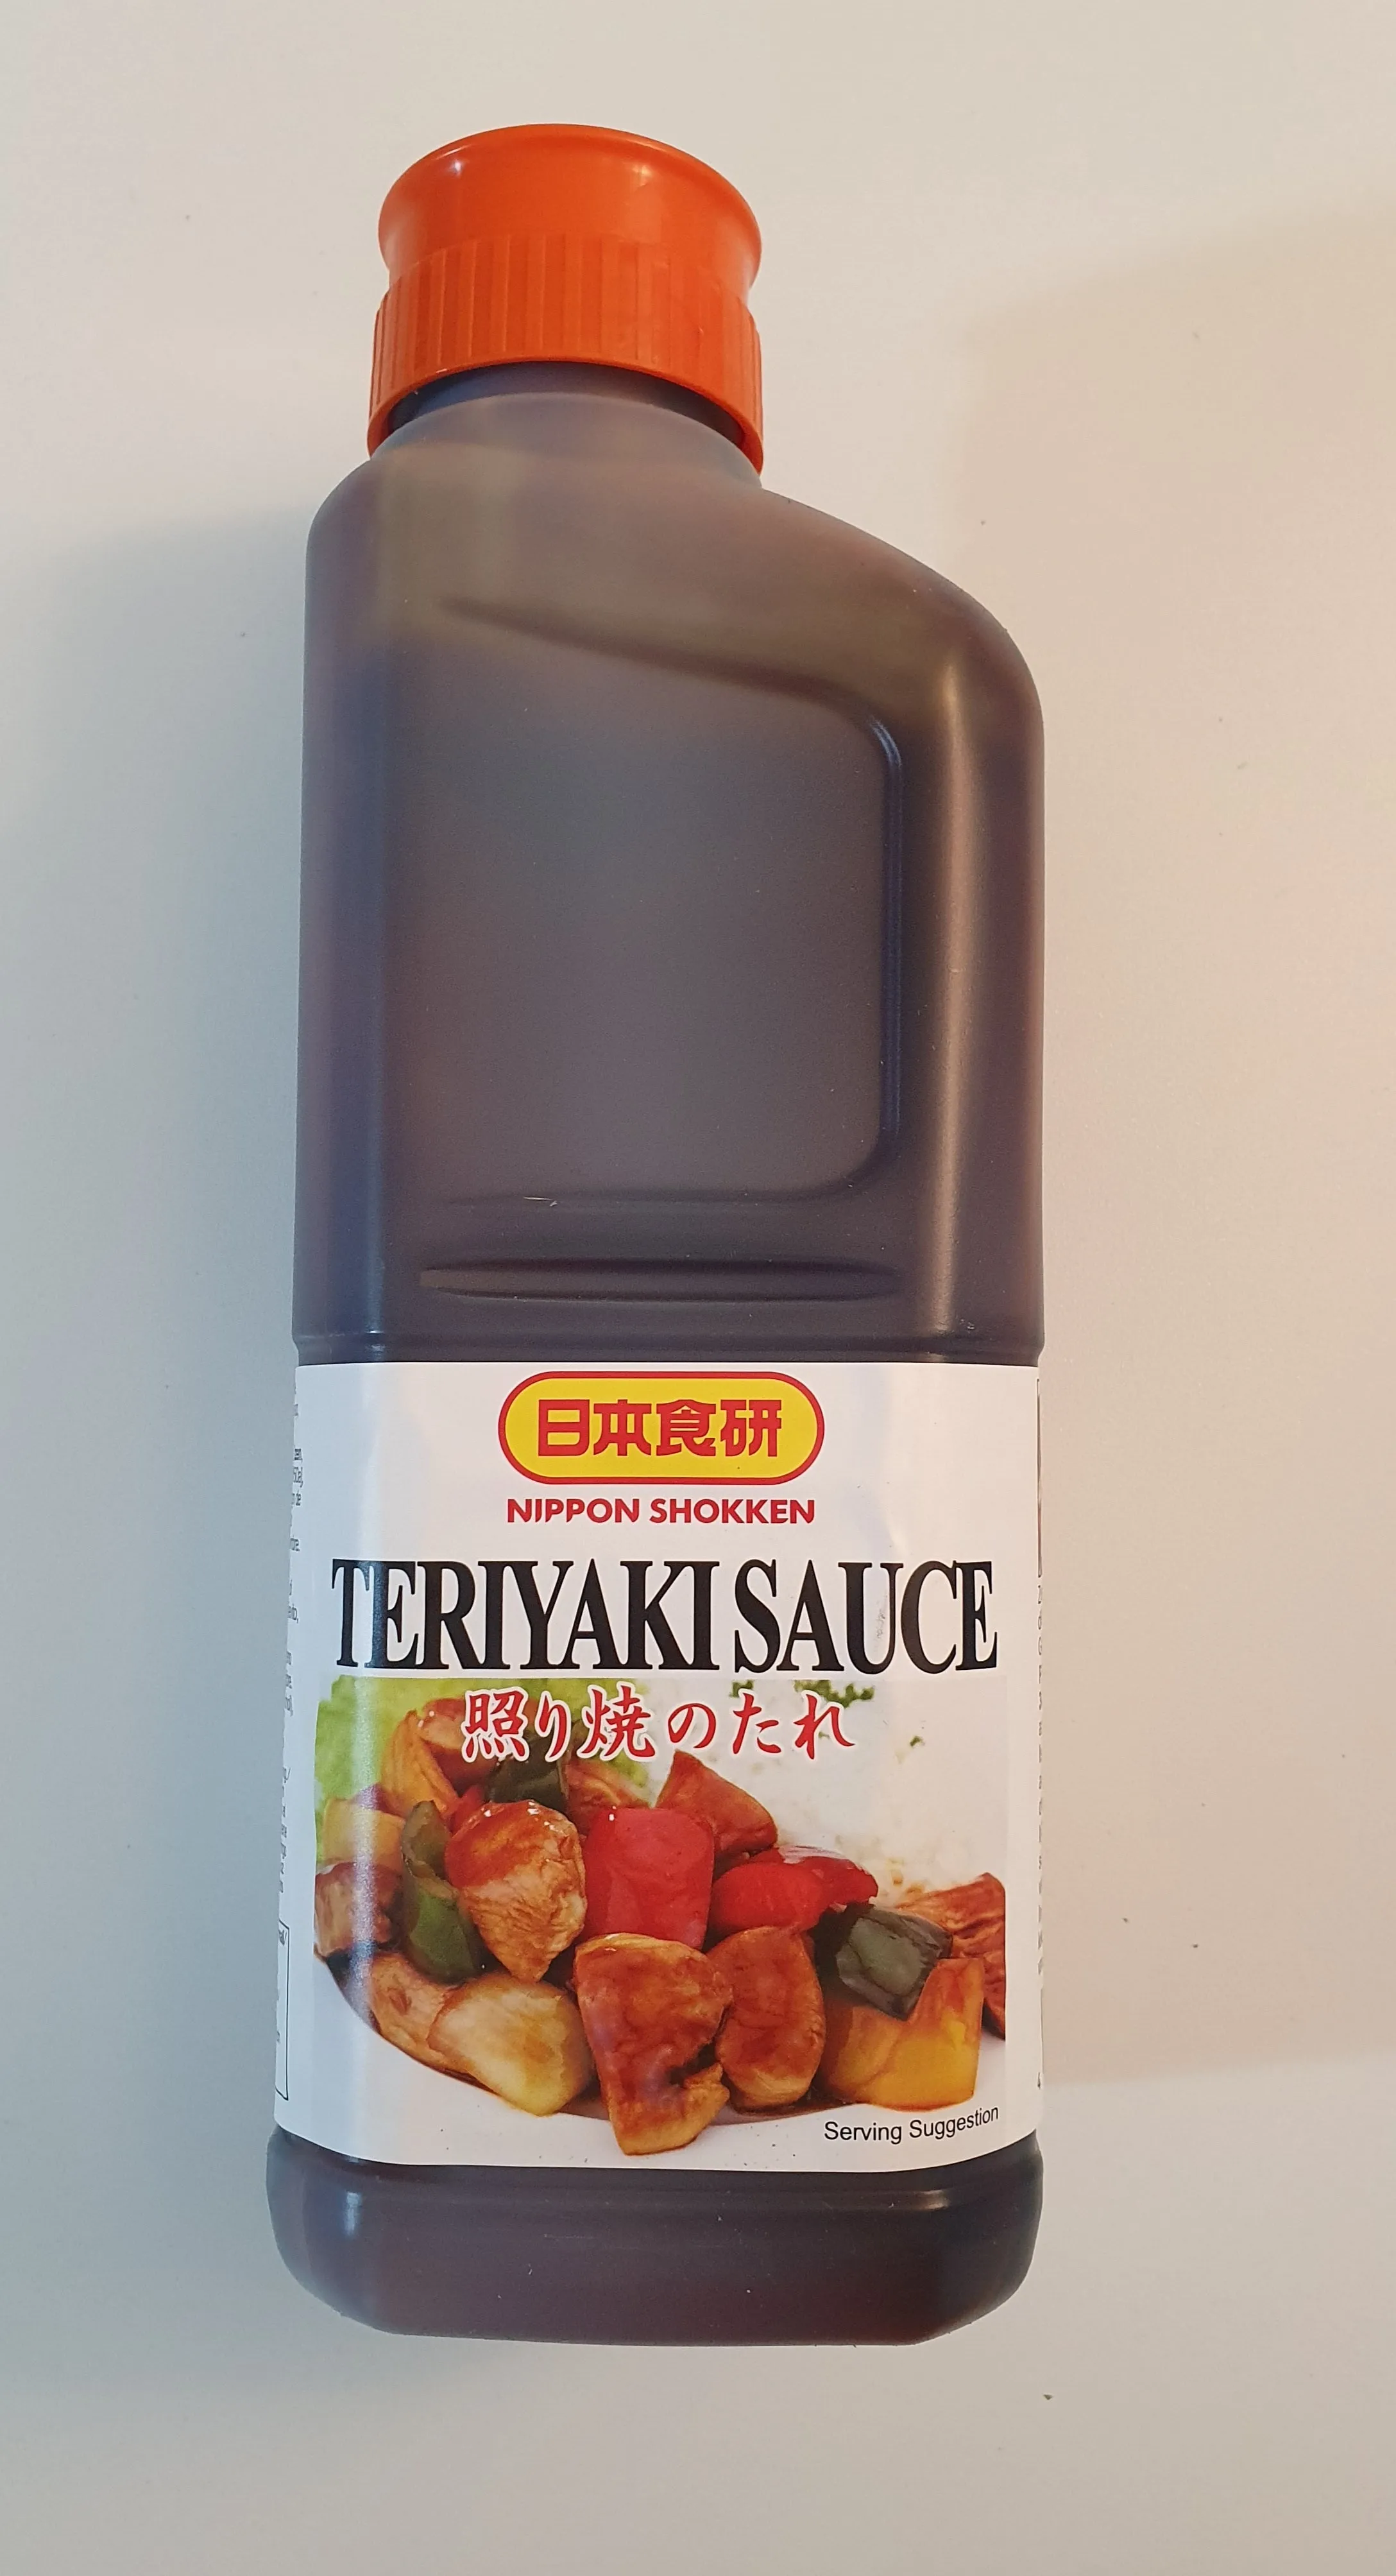 日本食研
NIPPON SHOKKEN
TERIYAKI SAUCE
照り焼のたれ
Serving Suggestion